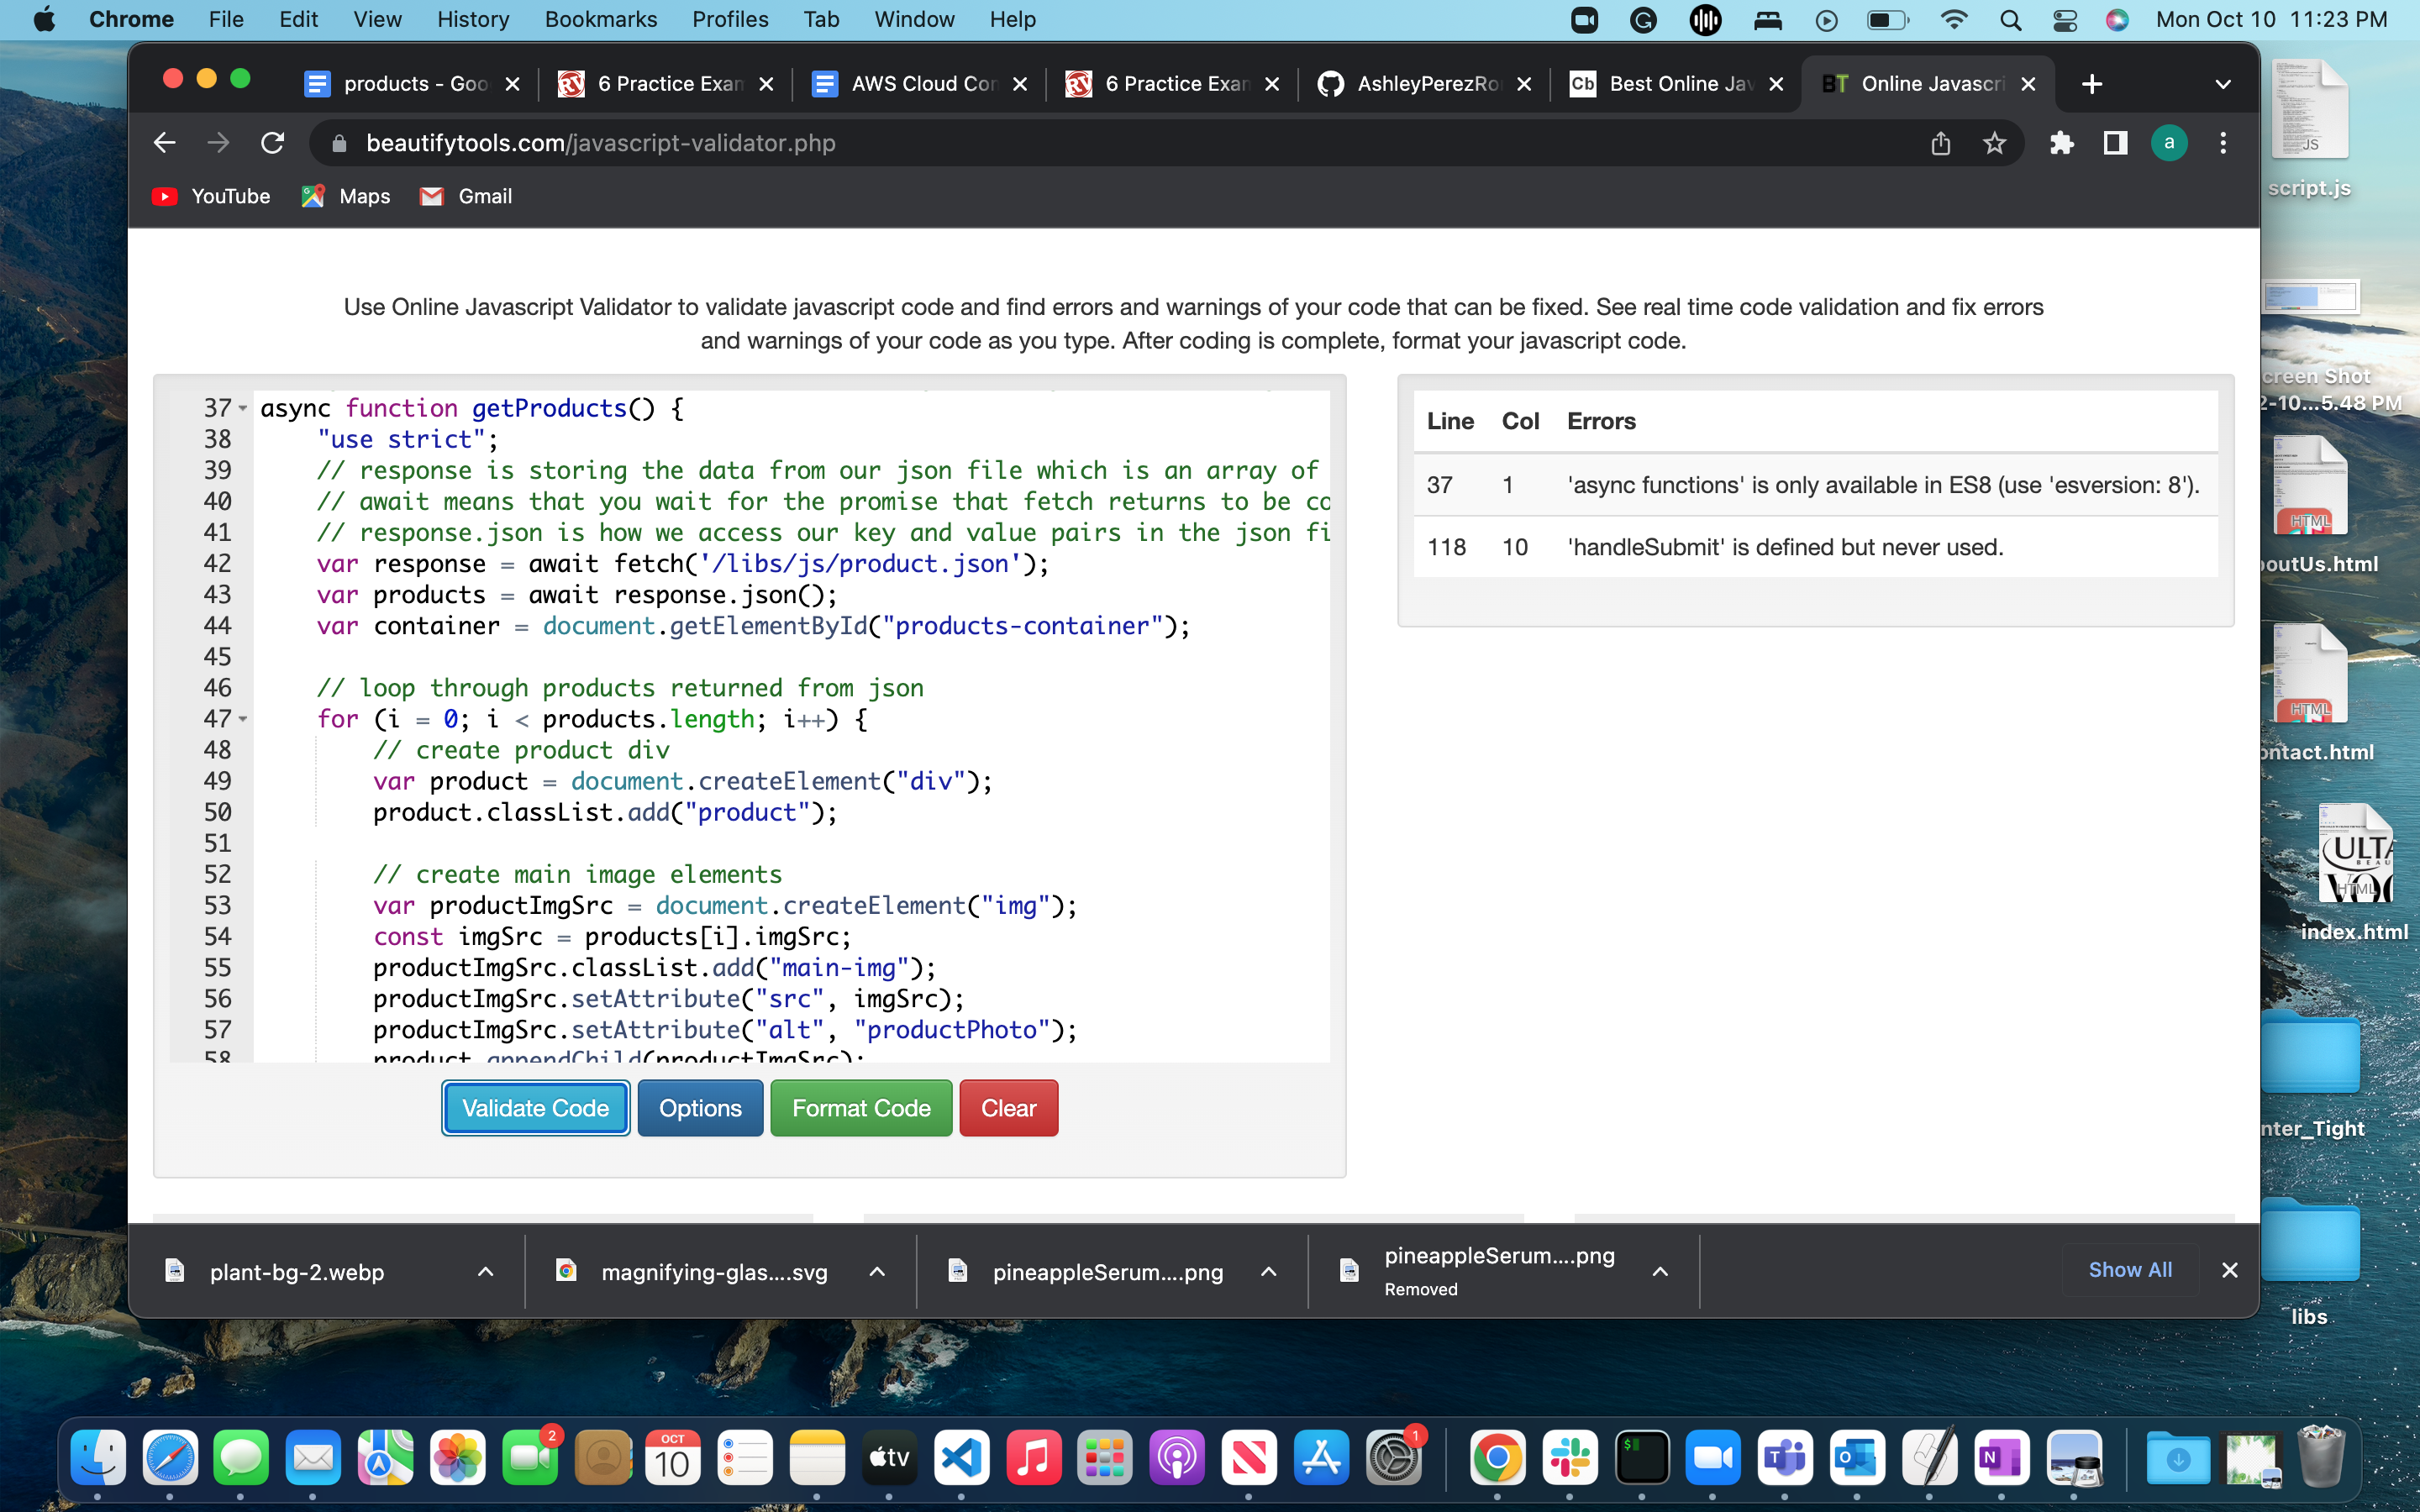 Chrome File Edit View History Bookmarks Profiles Tab Window Help Mon Oct 10 11:23 PM
products - Goo 6 Practice Exan AWS Cloud Con 6 Practice Exan AshleyPerezRo Cb Best Online Jav BT Online Javascri
beautifytools.com/javascript-validator.php a
YouTube Maps Gmail
Use Online Javascript Validator to validate javascript code and find errors and warnings of your code that can be fixed. See real time code validation and fix errors
and warnings of your code as you type. After coding is complete, format your javascript code.
37 async function getProducts() {
38 "use strict";
39 // response is storing the data from our json file which is an array of
40 // await means that you wait for the promise that fetch returns to be co
41 // response.json is how we access our key and value pairs in the json fi
42 var response = await fetch('/libs/js/product.json');
43 var products = await response.json();
44 var container = document.getElementById("products-container");
45
46 // loop through products returned from json
47 for (i = 0; i < products.length; i++) {
48 // create product div
49 var product = document.createElement("div");
50 product.classList.add("product");
51
52 // create main image elements
53 var productImgSrc = document.createElement("img");
54 const imgSrc = products[i].imgSrc;
55 productImgSrc.classList.add("main-img");
56 productImgSrc.setAttribute("src", imgSrc);
57 productImgSrc.setAttribute("alt", "productPhoto");
58 product.appendChild(productImgSrc);
Validate Code Options Format Code Clear
Line Col Errors
37 1 'async functions' is only available in ES8 (use 'esversion: 8').
118 10 'handleSubmit' is defined but never used.
JS
script.js
creen Shot
2-10...5.48 PM
HTML
boutUs.html
HTML
ontact.html
ULTA
BEAU
HTML
index.html
nter_Tight
libs
plant-bg-2.webp magnifying-glas....svg pineappleSerum....png pineappleSerum....png
Removed
Show All
2 OCT 10 tv 1